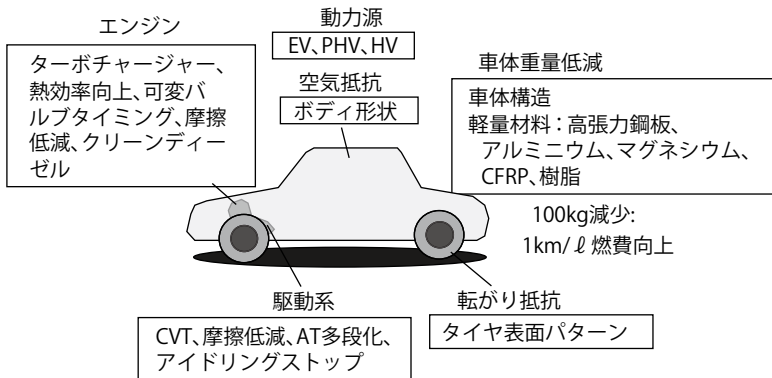 エンジン
ターボチャージャー、
熱効率向上、可変バ
ルブタイミング、摩擦
低減、クリーンディー
ゼル
動力源
EV、PHV、HV
空気抵抗
ボディ形状
車体重量低減
車体構造
軽量材料：高張力鋼板、
アルミニウム、マグネシウム、
CFRP、樹脂
100kg減少:
1km/ℓ燃費向上
駆動系
CVT、摩擦低減、AT多段化、
アイドリングストップ
転がり抵抗
タイヤ表面パターン